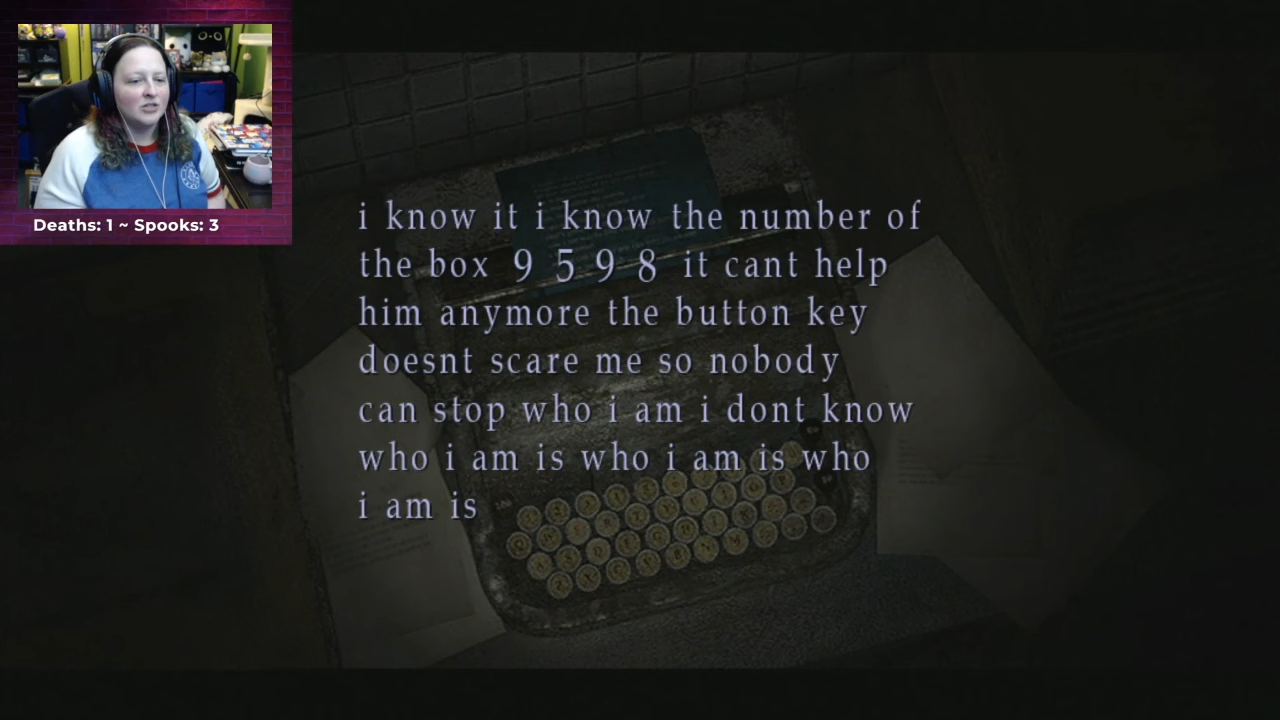 Deaths: 1 ~ Spooks: 3
i know it i know the number of
the box 9 5 9 8 it cant help
him anymore the button key
doesnt scare me so nobody
can stop who i am i dont know
who i am is who i am is who
i am is